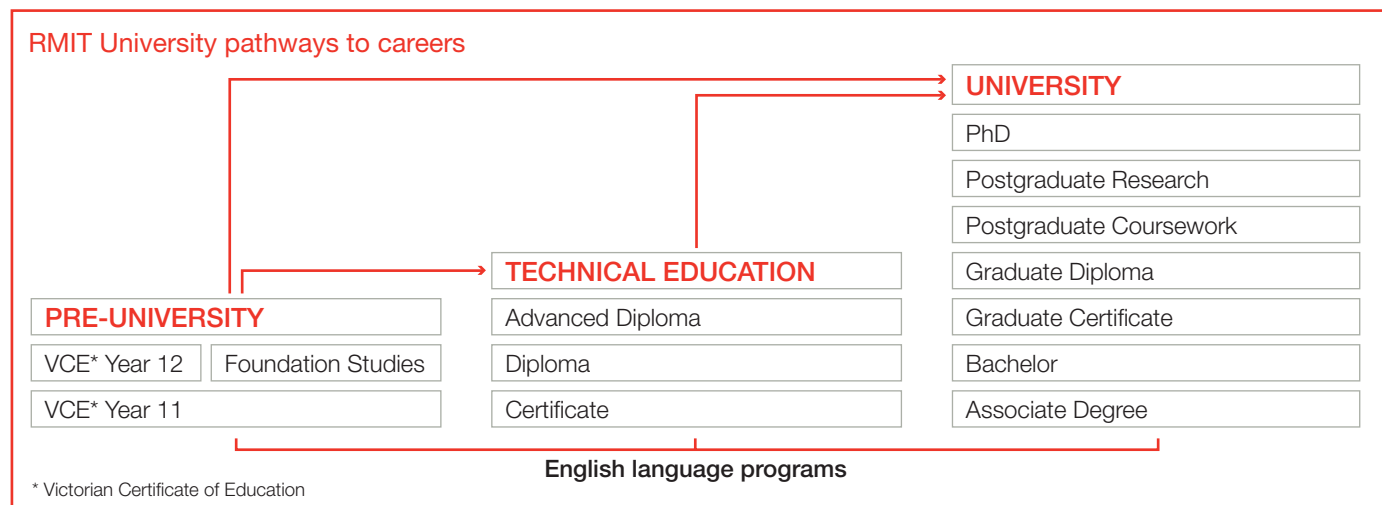 RMIT University pathways to careers
UNIVERSITY
PhD
Postgraduate Research
Postgraduate Coursework
Graduate Diploma
Graduate Certificate
Bachelor
Associate Degree
TECHNICAL EDUCATION
Advanced Diploma
Diploma
Certificate
PRE-UNIVERSITY
VCE* Year 12
Foundation Studies
VCE* Year 11
English language programs
* Victorian Certificate of Education